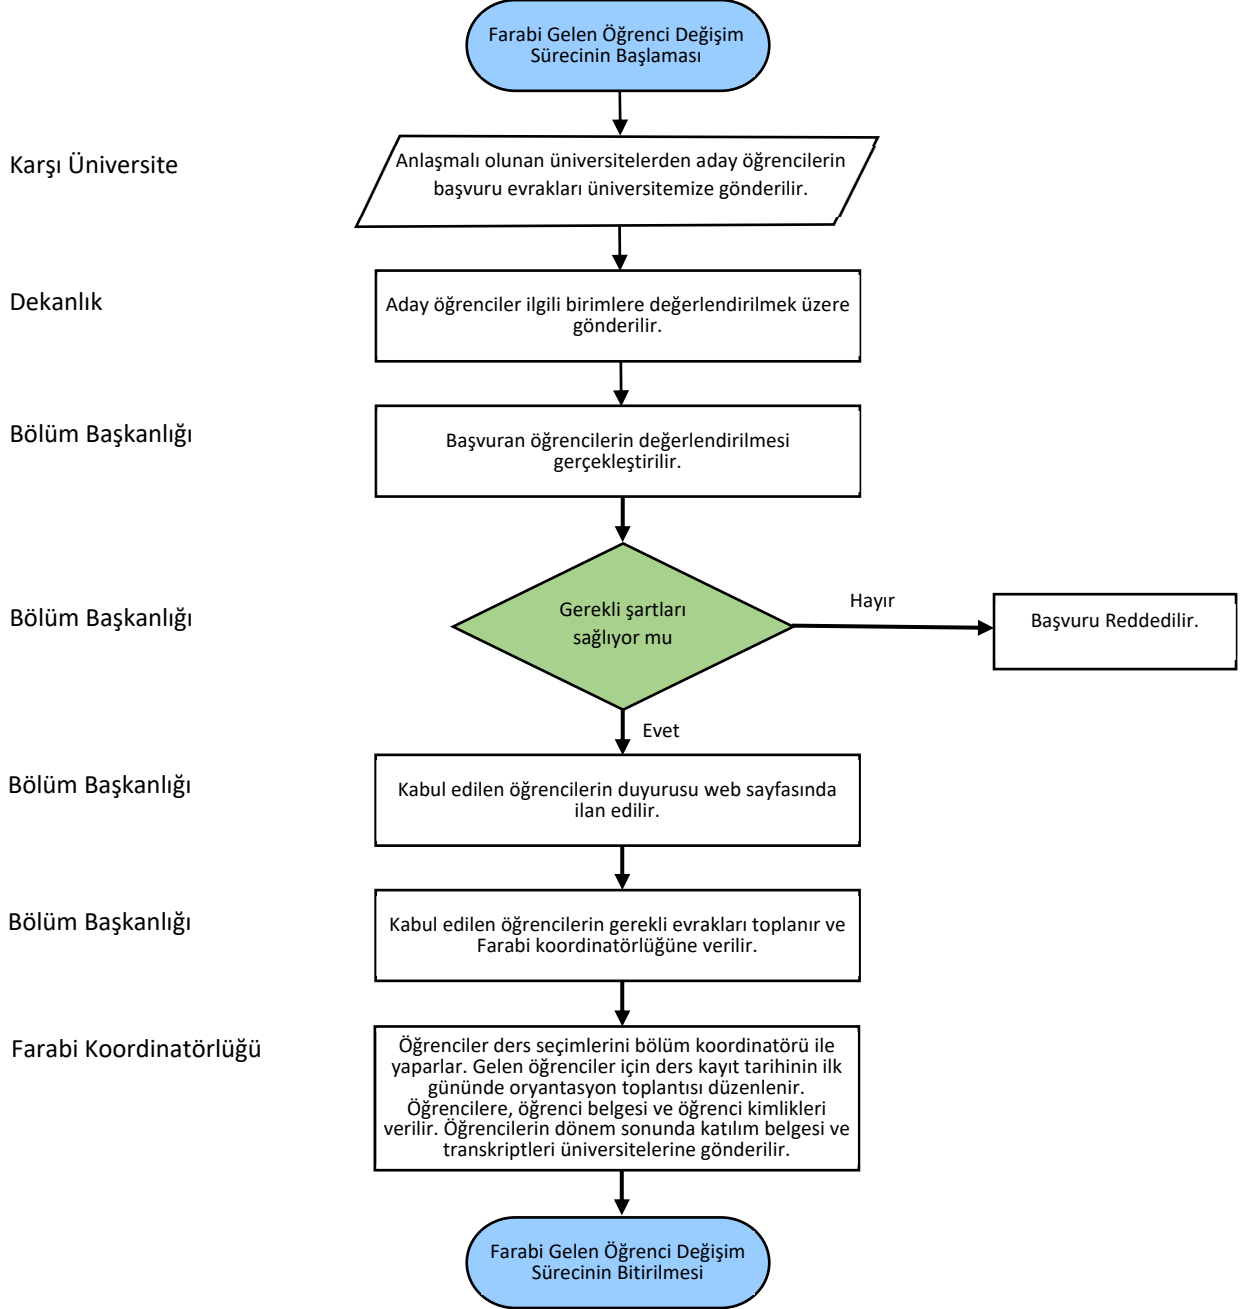 Farabi Gelen Öğrenci Değişim
Sürecinin Başlaması
Karşı Üniversite
Anlaşmalı olunan üniversitelerden aday öğrencilerin
başvuru evrakları üniversitemize gönderilir.
Dekanlık
Aday öğrenciler ilgili birimlere değerlendirilmek üzere
gönderilir.
Bölüm Başkanlığı
Başvuran öğrencilerin değerlendirilmesi
gerçekleştirilir.
Bölüm Başkanlığı
Gerekli şartları
sağlıyor mu
Hayır
Başvuru Reddedilir.
Evet
Bölüm Başkanlığı
Kabul edilen öğrencilerin duyurusu web sayfasında
ilan edilir.
Bölüm Başkanlığı
Kabul edilen öğrencilerin gerekli evrakları toplanır ve
Farabi koordinatörlüğüne verilir.
Farabi Koordinatörlüğü
Öğrenciler ders seçimlerini bölüm koordinatörü ile
yaparlar. Gelen öğrenciler için ders kayıt tarihinin ilk
gününde oryantasyon toplantısı düzenlenir.
Öğrencilere, öğrenci belgesi ve öğrenci kimlikleri
verilir. Öğrencilerin dönem sonunda katılım belgesi ve
transkriptleri üniversitelerine gönderilir.
Farabi Gelen Öğrenci Değişim
Sürecinin Bitirilmesi